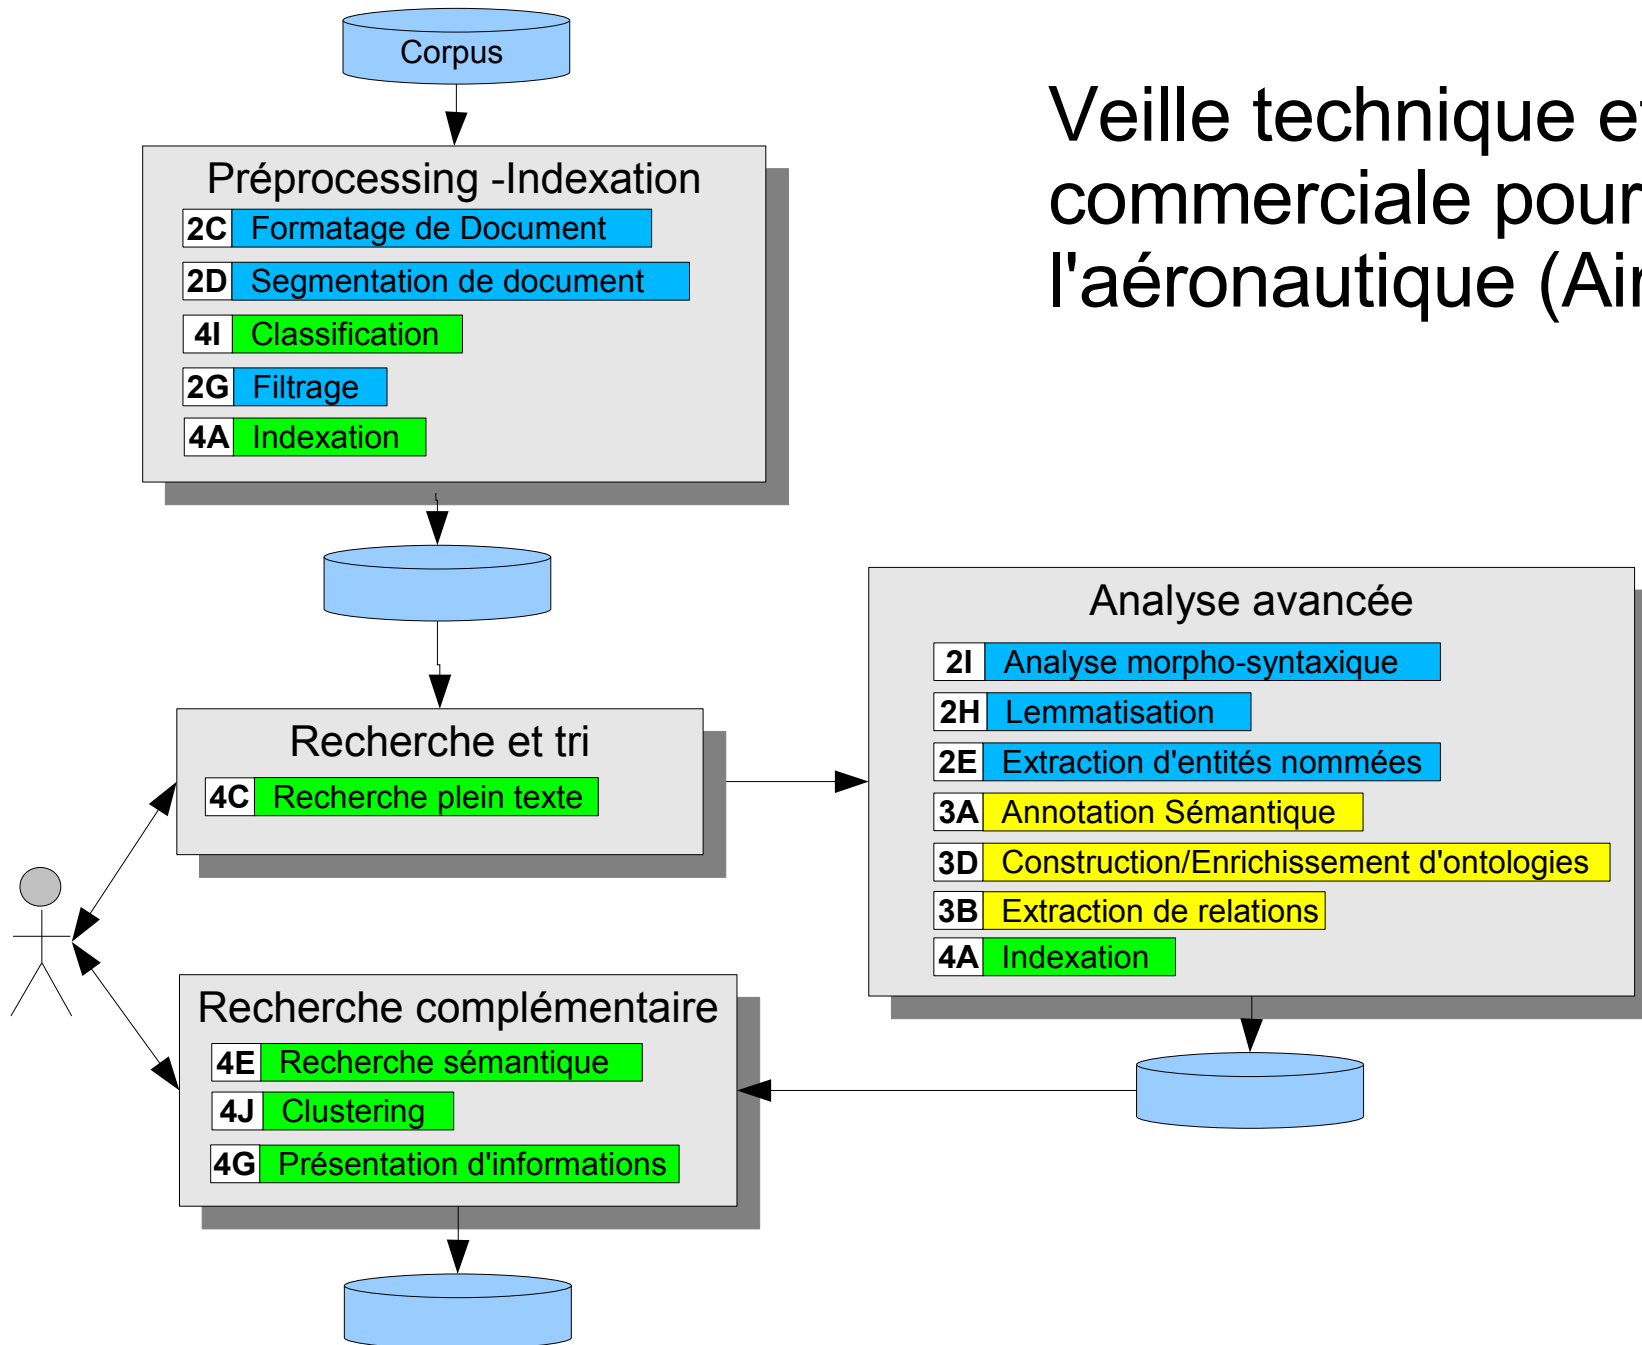 Corpus
Veille technique et
commerciale pour
l'aéronautique (Air
Préprocessing -Indexation
2C Formatage de Document
2D Segmentation de document
4I Classification
2G Filtrage
4A Indexation
Analyse avancée
2I Analyse morpho-syntaxique
2H Lemmatisation
2E Extraction d'entités nommées
3A Annotation Sémantique
3D Construction/Enrichissement d'ontologies
3B Extraction de relations
4A Indexation
Recherche et tri
4C Recherche plein texte
Recherche complémentaire
4E Recherche sémantique
4J Clustering
4G Présentation d'informations